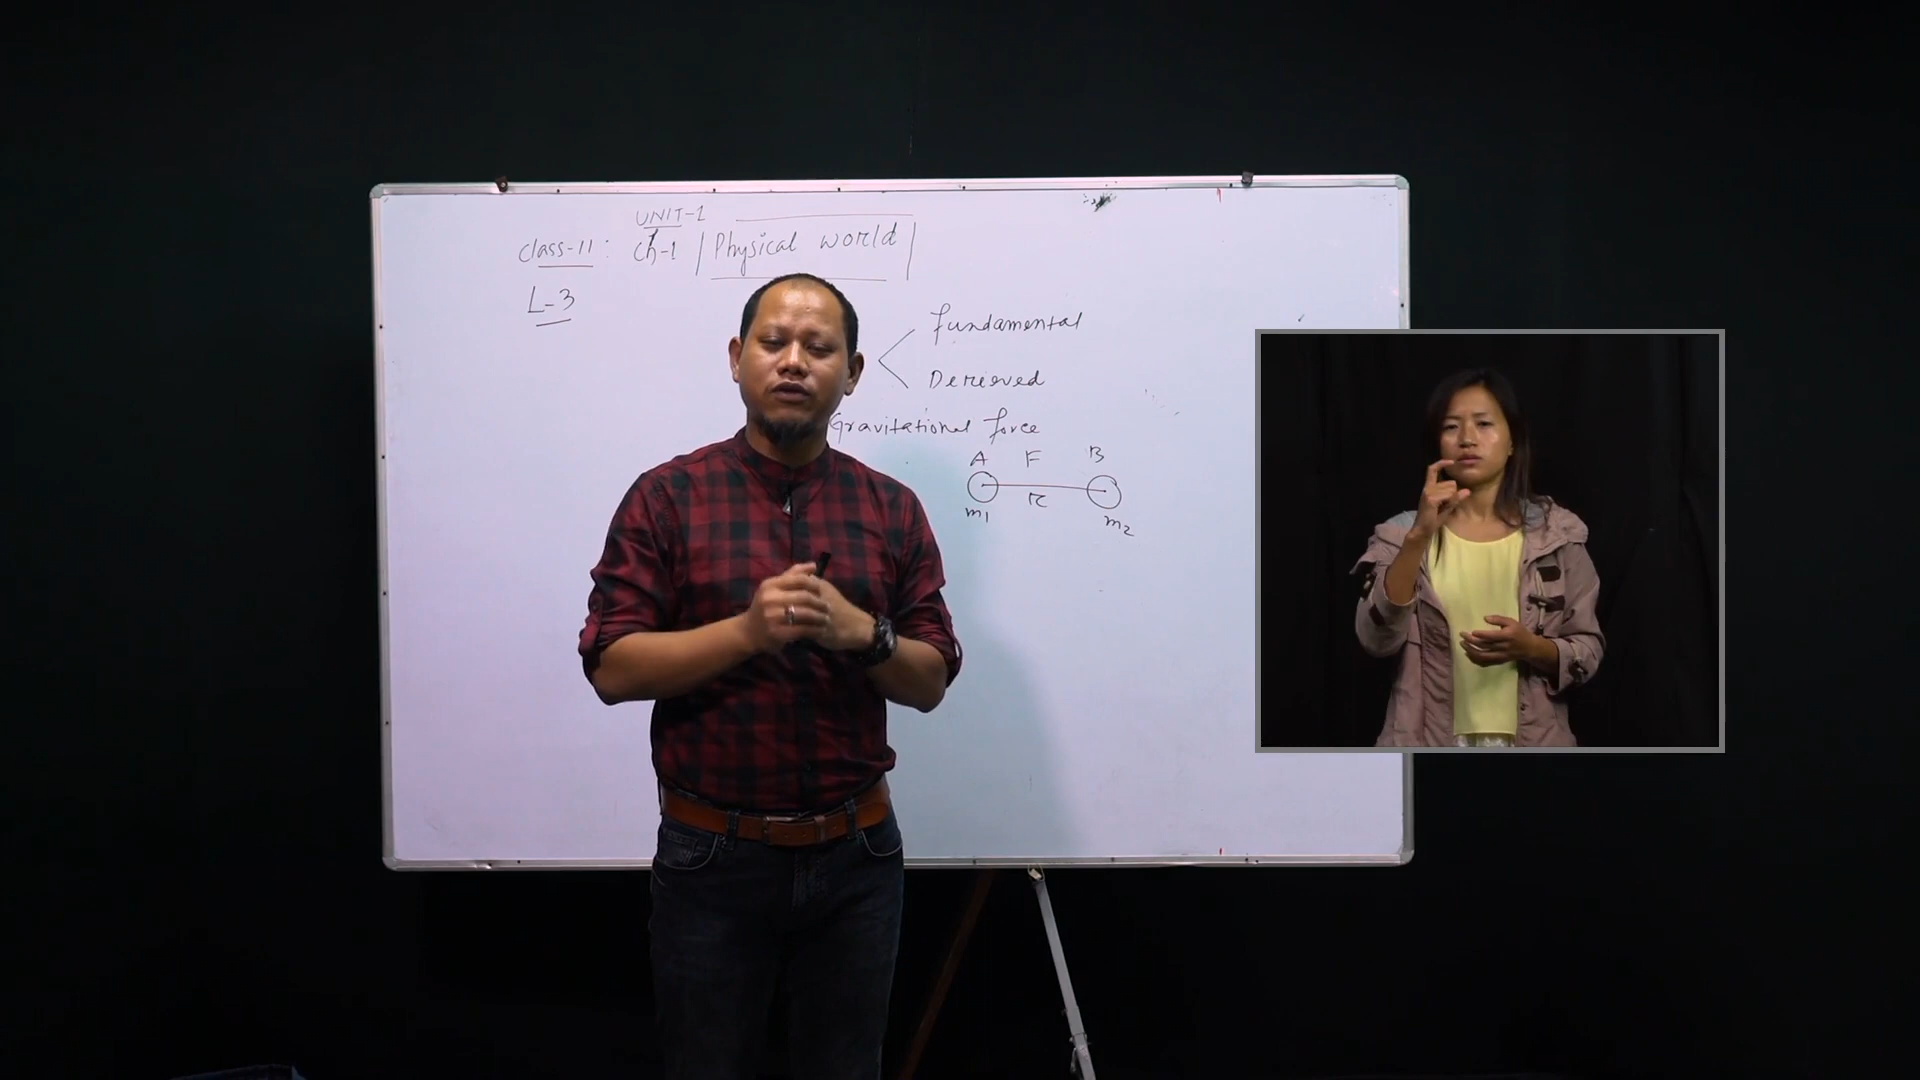 UNIT-1
Class-11: Ch-1 | Physical world |
L-3
fundamental
Derieved
Gravitational force
A F B
r
m1 m2